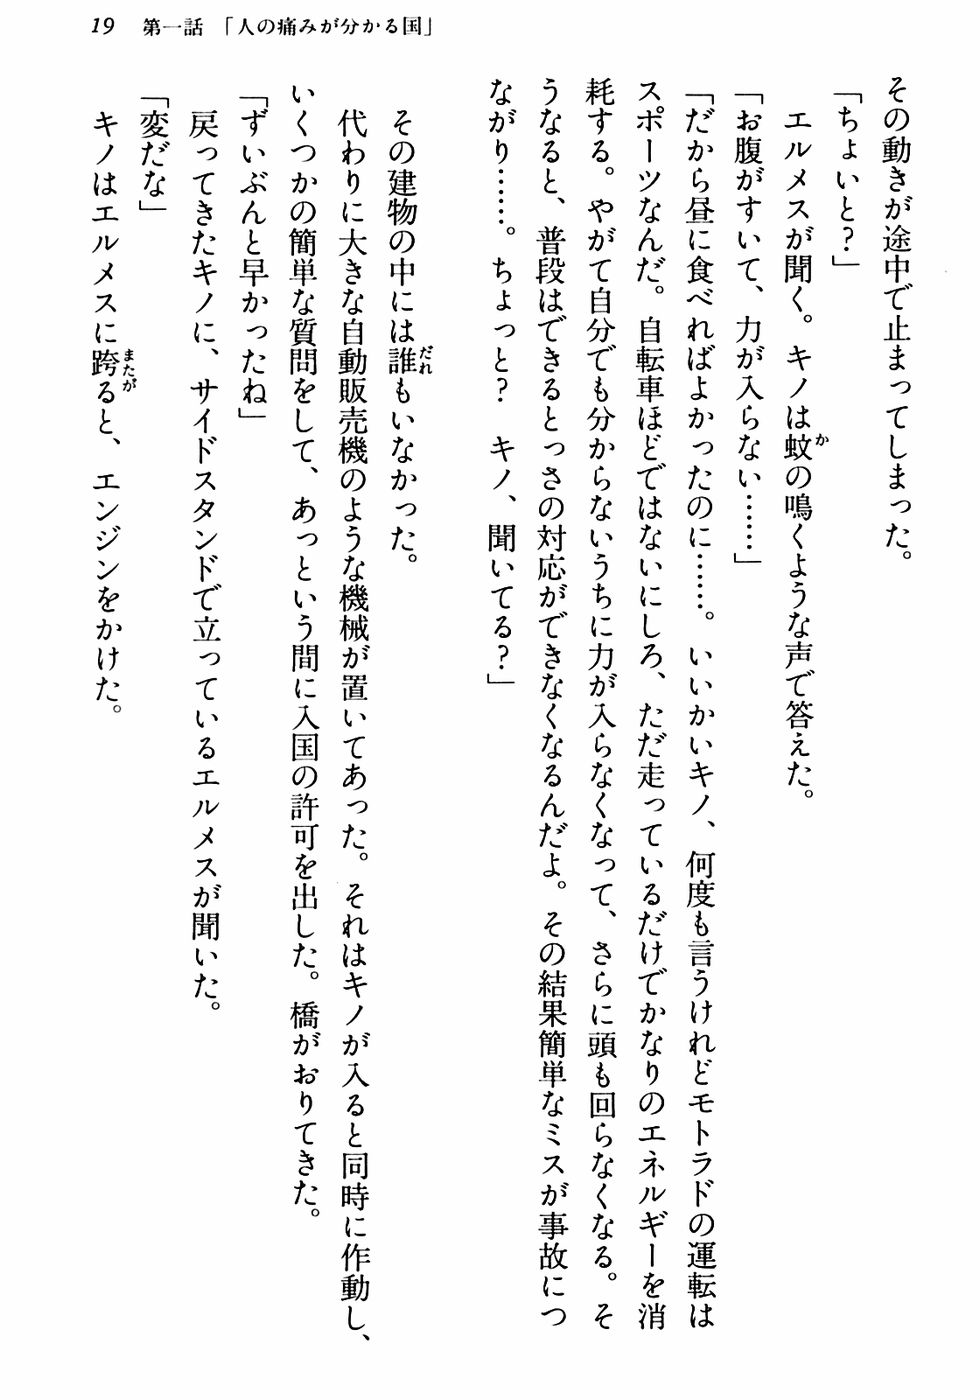 19　第一話　「人の痛みが分かる国」
その動きが途中で止まってしまった。
「ちょいと？」
　エルメスが聞く。キノは蚊の鳴くような声で答えた。
「お腹がすいて、力が入らない……」
「だから昼に食べればよかったのに……。いいかいキノ、何度も言うけれどモトラドの運転は
スポーツなんだ。自転車ほどではないにしろ、ただ走っているだけでかなりのエネルギーを消
耗する。やがて自分でも分からないうちに力が入らなくなって、さらに頭も回らなくなる。そ
うなると、普段はできるとっさの対応ができなくなるんだよ。その結果簡単なミスが事故につ
ながり……。ちょっと？　キノ、聞いてる？」
　その建物の中には誰もいなかった。
　代わりに大きな自動販売機のような機械が置いてあった。それはキノが入ると同時に作動し、
いくつかの簡単な質問をして、あっという間に入国の許可を出した。橋がおりてきた。
「ずいぶんと早かったね」
　戻ってきたキノに、サイドスタンドで立っているエルメスが聞いた。
「変だな」
　キノはエルメスに跨ると、エンジンをかけた。
か
だれ
またが